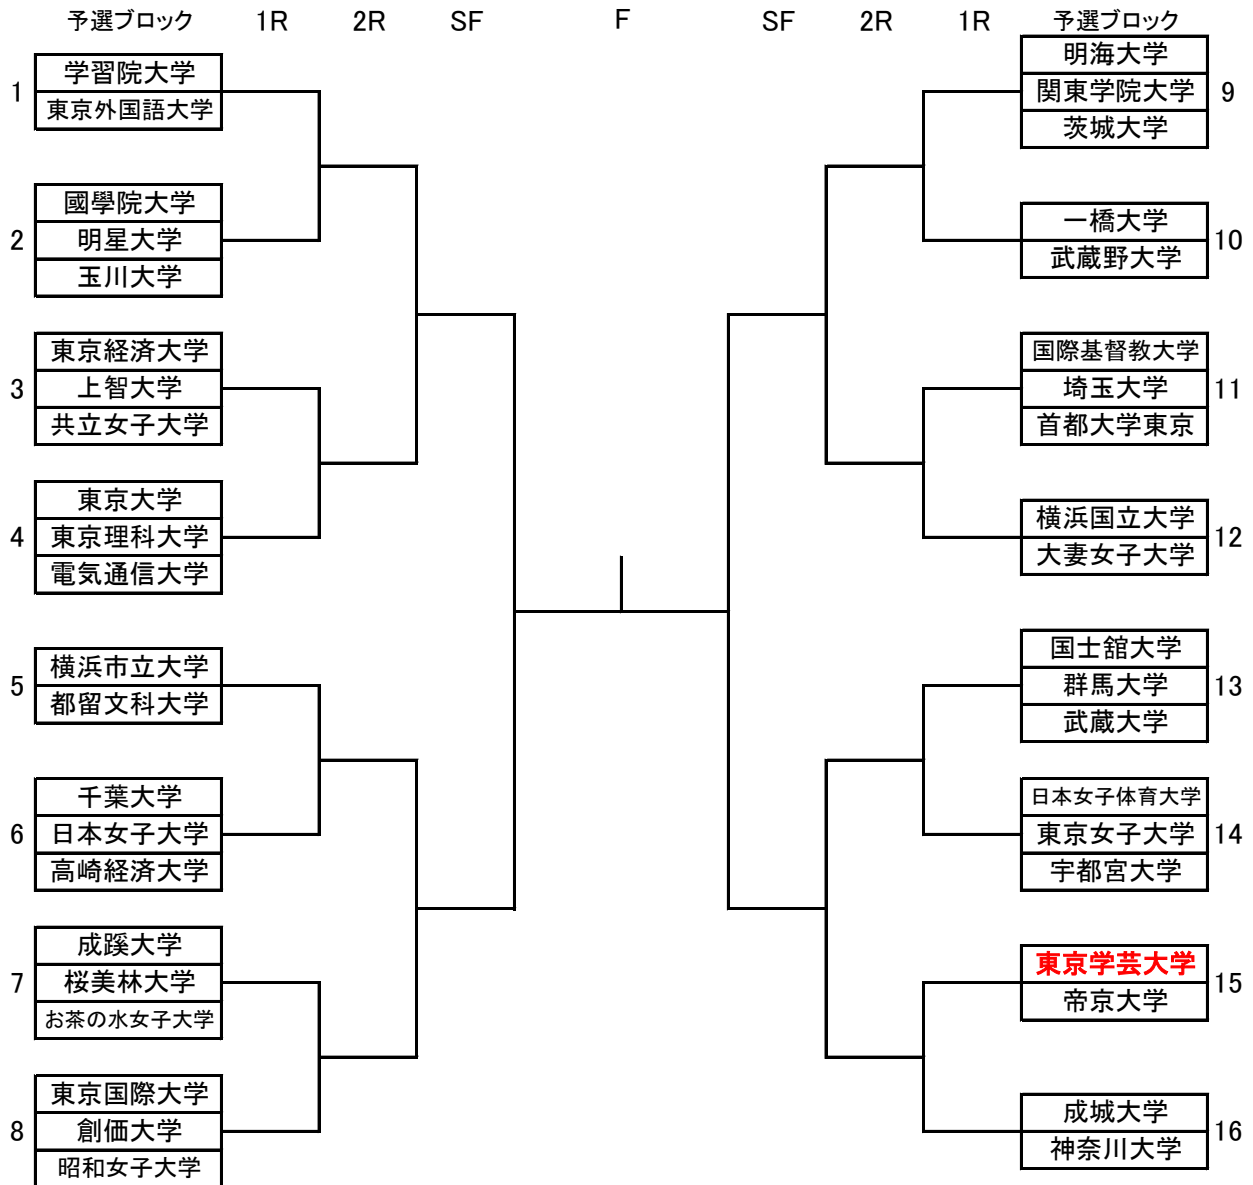 予選ブロック 1R 2R SF F SF 2R 1R 予選ブロック
1
学習院大学
東京外国語大学
2
國學院大学
明星大学
玉川大学
3
東京経済大学
上智大学
共立女子大学
4
東京大学
東京理科大学
電気通信大学
5
横浜市立大学
都留文科大学
6
千葉大学
日本女子大学
高崎経済大学
7
成蹊大学
桜美林大学
お茶の水女子大学
8
東京国際大学
創価大学
昭和女子大学
明海大学
関東学院大学
茨城大学
9
一橋大学
武蔵野大学
10
国際基督教大学
埼玉大学
首都大学東京
11
横浜国立大学
大妻女子大学
12
国士舘大学
群馬大学
武蔵大学
13
日本女子体育大学
東京女子大学
宇都宮大学
14
東京学芸大学
帝京大学
15
成城大学
神奈川大学
16